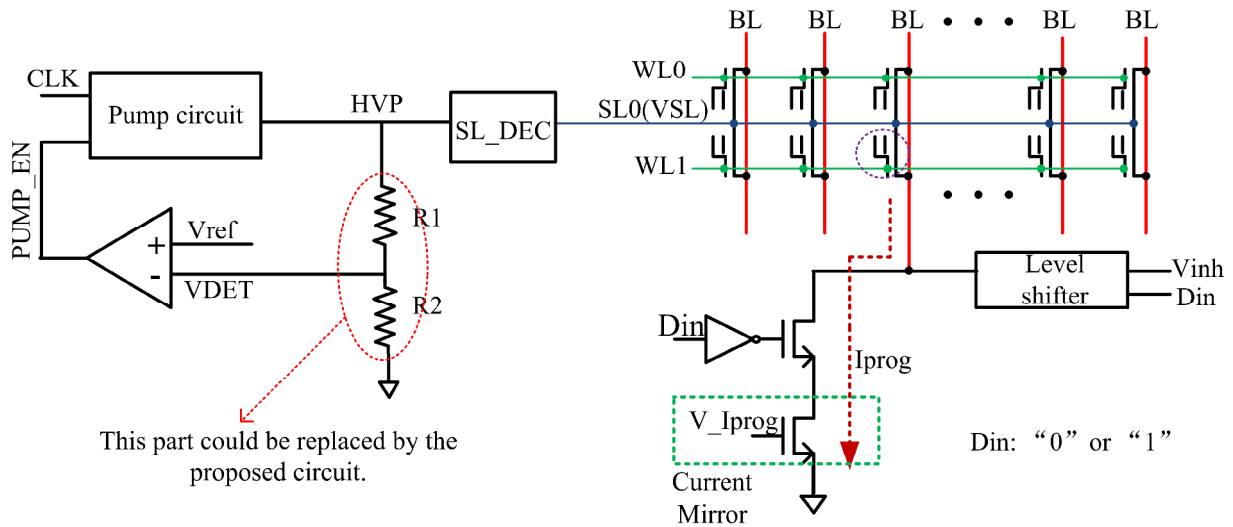 BL BL BL • • • BL BL
CLK
WL0
Pump circuit
HVP
SL_DEC
SL0(VSL)
WL1
PUMP_EN
• • •
R1
+ Vref
-
VDET
R2
Level
shifter
Vinh
Din
Din
Iprog
V_Iprog
This part could be replaced by the
proposed circuit.
Din: “0” or “1”
Current
Mirror